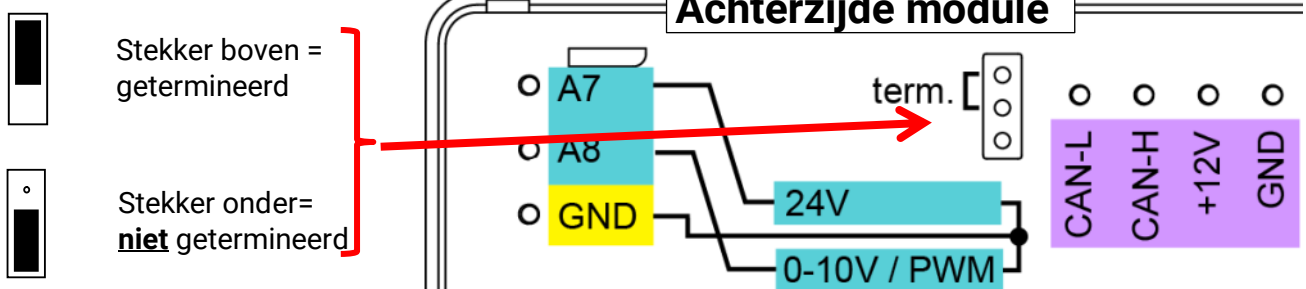 Achterzijde module
Stekker boven =
getermineerd
Stekker onder=
niet getermineerd
A7
A8
GND
term.
24V
0-10V / PWM
CAN-L
CAN-H
+12V
GND